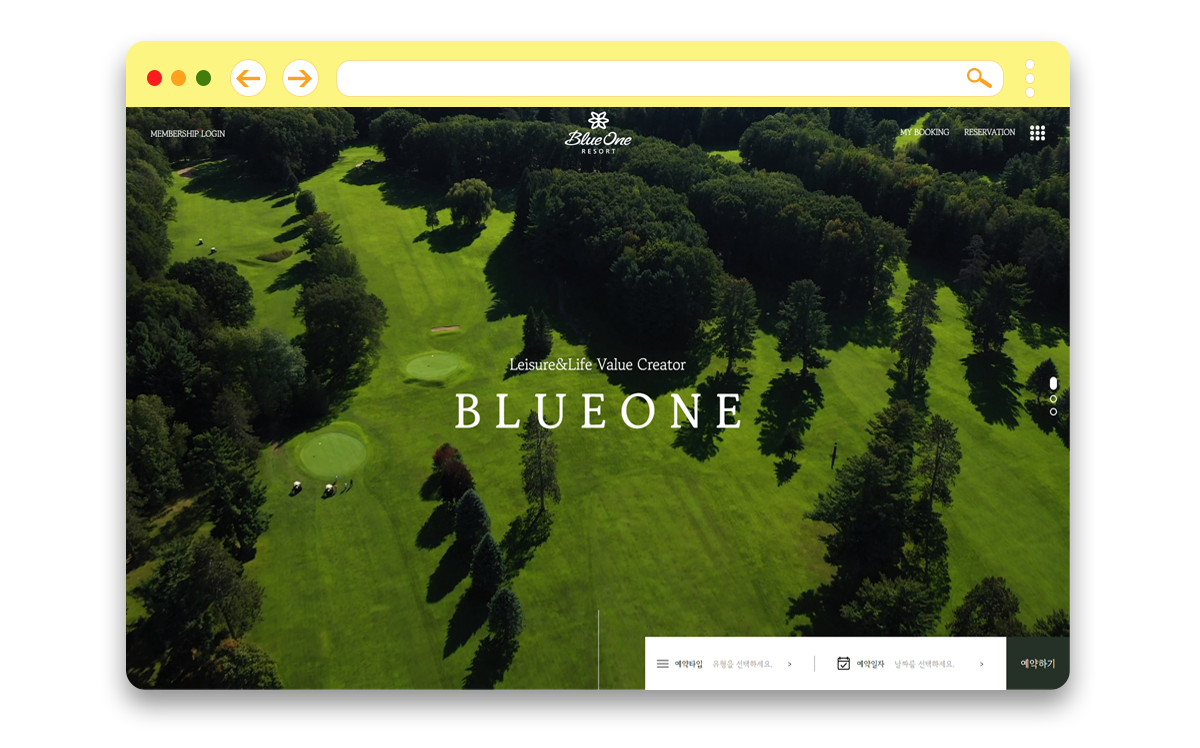 MEMBERSHIP LOGIN
BlueOne
RESORT
MY BOOKING
RESERVATION
Leisure&Life Value Creator
BLUEONE
예약타입 유형을 선택하세요.
예약일자 날짜를 선택하세요.
예약하기